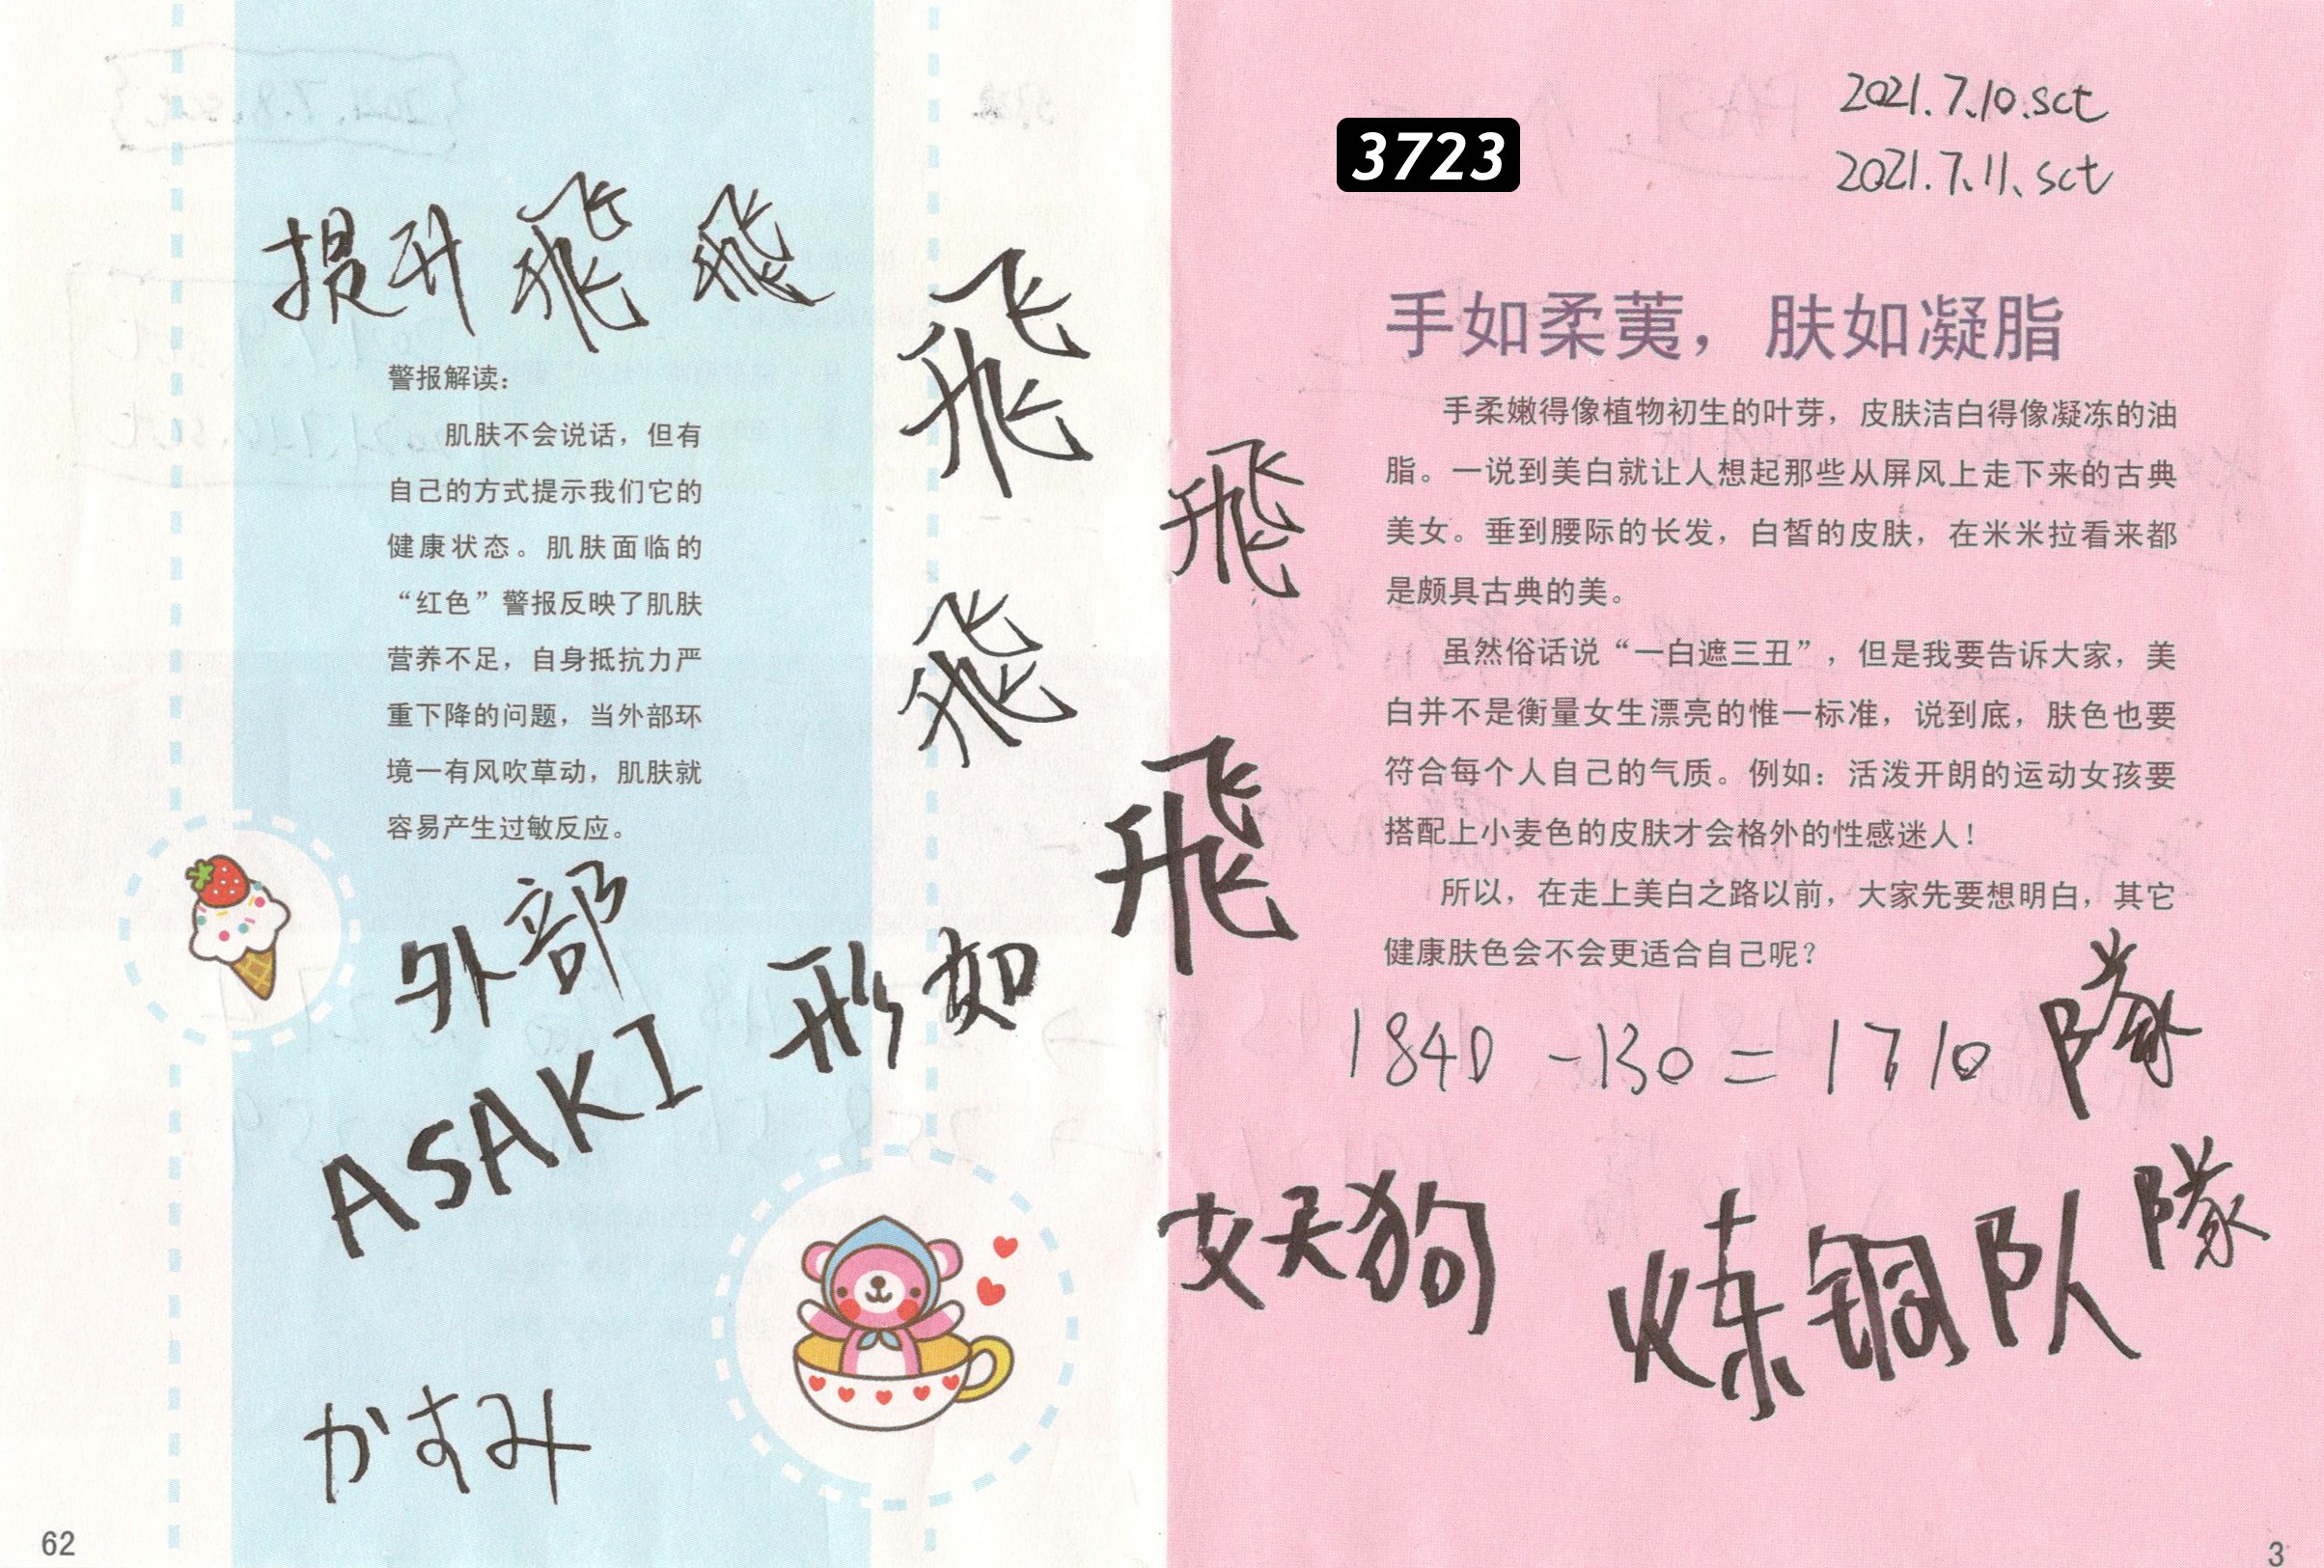 提升飛飛
飛
飛
飛
飛
警报解读：
肌肤不会说话，但有
自己的方式提示我们它的
健康状态。肌肤面临的
“红色”警报反映了肌肤
营养不足，自身抵抗力严
重下降的问题，当外部环
境一有风吹草动，肌肤就
容易产生过敏反应。
外部
形如
ASAKI
かすみ
62
3723
2021.7.10.sct
2021.7.11.sct
手如柔荑，肤如凝脂
手柔嫩得像植物初生的叶芽，皮肤洁白得像凝冻的油
脂。一说到美白就让人想起那些从屏风上走下来的古典
美女。垂到腰际的长发，白皙的皮肤，在米米拉看来都
是颇具古典的美。
虽然俗话说“一白遮三丑”，但是我要告诉大家，美
白并不是衡量女生漂亮的惟一标准，说到底，肤色也要
符合每个人自己的气质。例如：活泼开朗的运动女孩要
搭配上小麦色的皮肤才会格外的性感迷人！
所以，在走上美白之路以前，大家先要想明白，其它
健康肤色会不会更适合自己呢？
1840-130=1710
隊
女天狗
炼铜队
隊
3